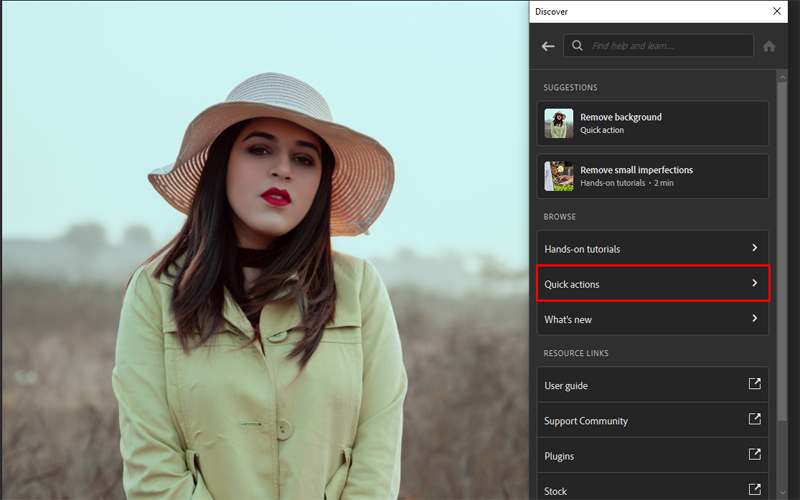 Discover
Find help and learn...
SUGGESTIONS
Remove background
Quick action
Remove small imperfections
Hands-on tutorials • 2 min
BROWSE
Hands-on tutorials
Quick actions
What's new
RESOURCE LINKS
User guide
Support Community
Plugins
Stock